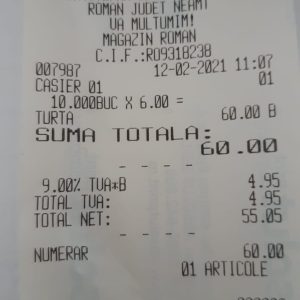 ROMAN JUDET NEAMT
VA MULTUMIM!
MAGAZIN ROMAN
C.I.F.:RO9318238
007987 12-02-2021 11:07
CASIER 01 01
10.000BUC X 6.00 =
TURTA 60.00 B
SUMA TOTALA:
60.00
- - - -
9.00% TVA*B 4.95
TOTAL TVA: 4.95
TOTAL NET: 55.05
- - - -
NUMERAR 60.00
01 ARTICOLE